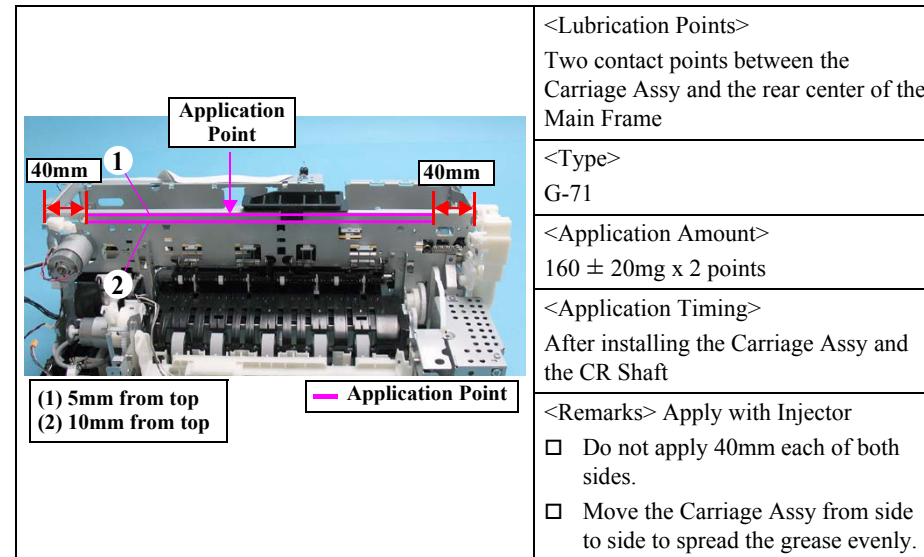 Application
Point
40mm
1
40mm
2
(1) 5mm from top
(2) 10mm from top
Application Point
<Lubrication Points>
Two contact points between the
Carriage Assy and the rear center of the
Main Frame
<Type>
G-71
<Application Amount>
160 ± 20mg x 2 points
<Application Timing>
After installing the Carriage Assy and
the CR Shaft
<Remarks> Apply with Injector
□ Do not apply 40mm each of both
sides.
□ Move the Carriage Assy from side
to side to spread the grease evenly.